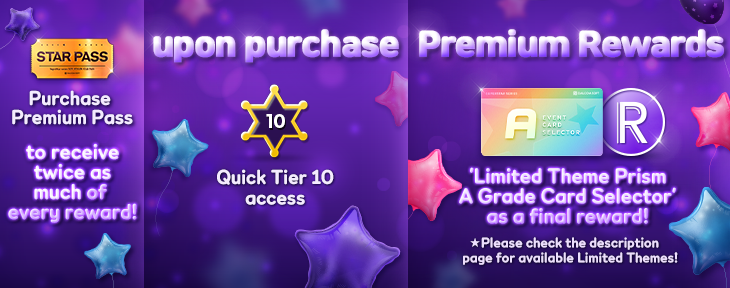 STAR PASS
Purchase
Premium Pass
to receive
twice as
much of
every reward!
upon purchase
10
Quick Tier 10
access
Premium Rewards
A
EVENT
CARD
SELECTOR
R
'Limited Theme Prism
A Grade Card Selector'
as a final reward!
★Please check the description
page for available Limited Themes!